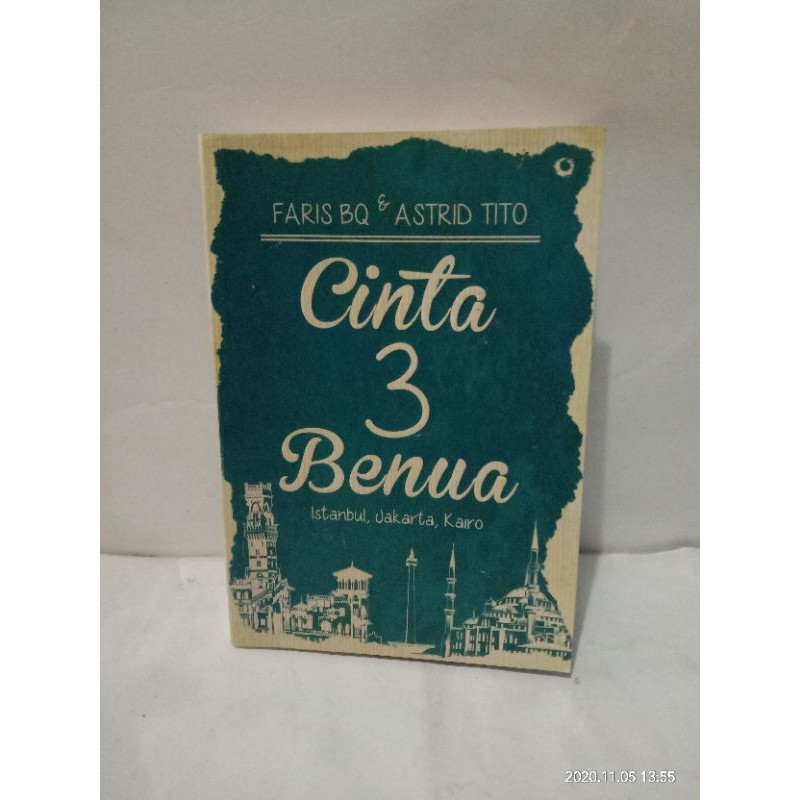 FARIS BQ & ASTRID TITO
Cinta
3
Benua
Istanbul, Jakarta, Kairo
2020.11.05 13:55